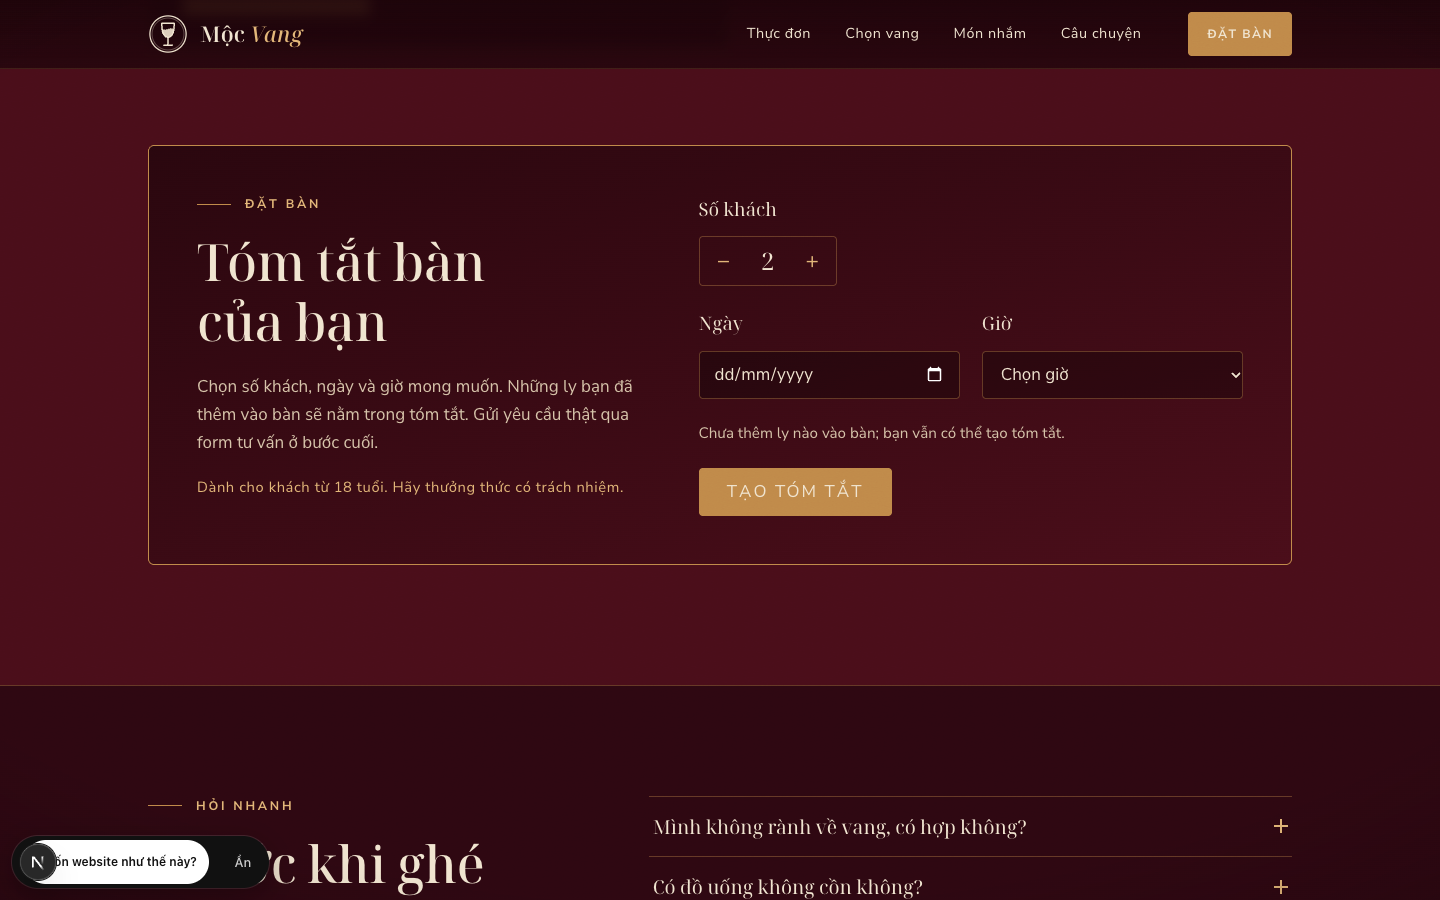 Mộc Vang
Thực đơn
Chọn vang
Món nhắm
Câu chuyện
ĐẶT BÀN
ĐẶT BÀN
Tóm tắt bàn
của bạn
Chọn số khách, ngày và giờ mong muốn. Những ly bạn đã
thêm vào bàn sẽ nằm trong tóm tắt. Gửi yêu cầu thật qua
form tư vấn ở bước cuối.
Dành cho khách từ 18 tuổi. Hãy thưởng thức có trách nhiệm.
Số khách
− 2 +
Ngày
dd/mm/yyyy
Giờ
Chọn giờ
Chưa thêm ly nào vào bàn; bạn vẫn có thể tạo tóm tắt.
TẠO TÓM TẮT
HỎI NHANH
khi ghé
Mình không rành về vang, có hợp không?
Có đồ uống không cồn không?
N
website như thế này?
Ẩn